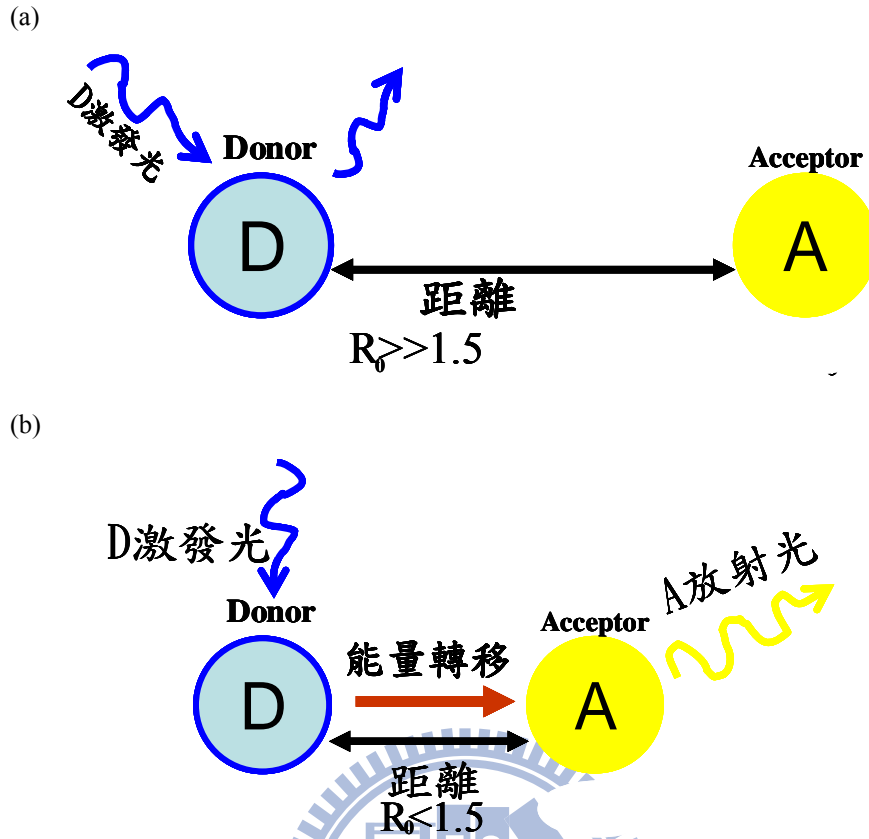 (a)
D激發光
Donor
D
Acceptor
A
距離
R₀>>1.5
(b)
D激發光
Donor
D
能量轉移
Acceptor
A
A放射光
距離
R₀<1.5